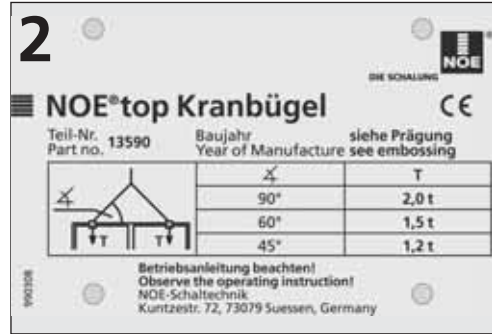 2
NOE®
DIE SCHALUNG
NOE®top Kranbügel CE
Teil-Nr. 13590 Baujahr siehe Prägung
Part no. Year of Manufacture see embossing
∡ T
90° 2,0 t
∡ 60° 1,5 t
T T 45° 1,2 t
Betriebsanleitung beachten!
Observe the operating instruction!
NOE-Schaltechnik
Kuntzestr. 72, 73079 Suessen, Germany
990308